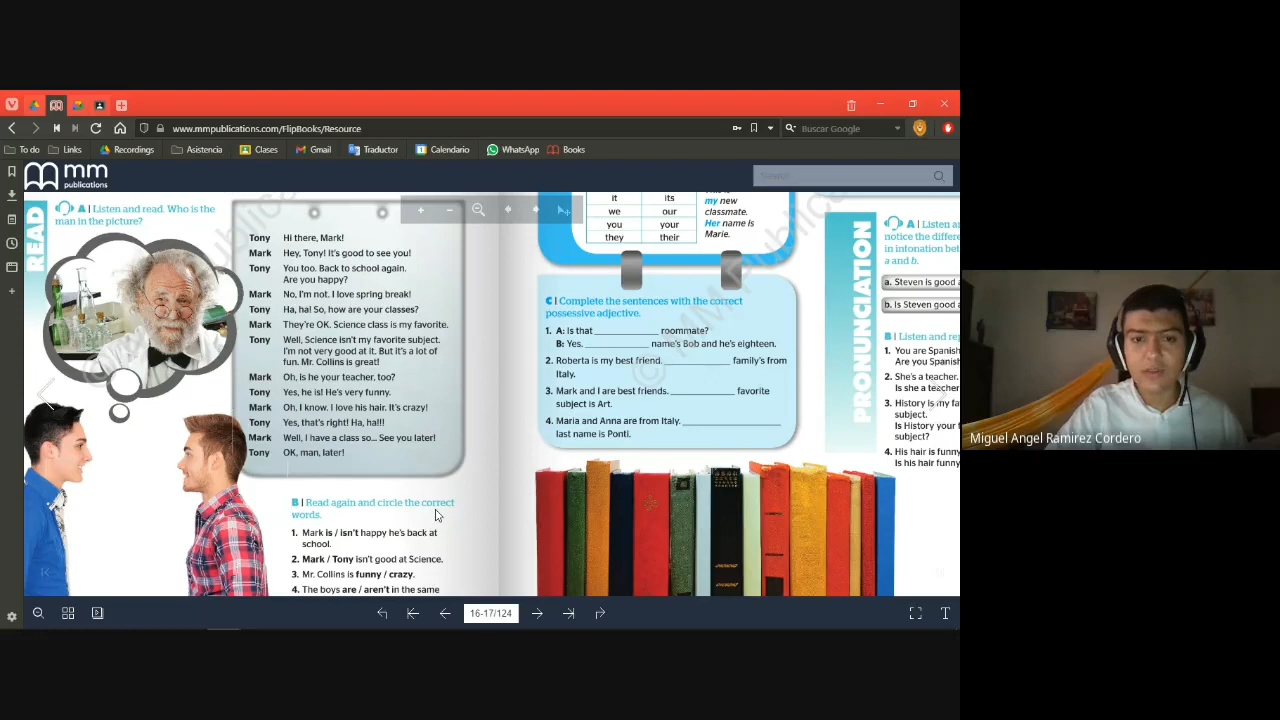 www.mmpublications.com/FlipBooks/Resource
Buscar Google
To do
Links
Recordings
Asistencia
Clases
Gmail
Traductor
Calendario
WhatsApp
Books
mm
publications
Search
READ
A | Listen and read. Who is the
man in the picture?
Tony Hi there, Mark!
Mark Hey, Tony! It's good to see you!
Tony You too. Back to school again.
Are you happy?
Mark No, I'm not. I love spring break!
Tony Ha, ha! So, how are your classes?
Mark They're OK. Science class is my favorite.
Tony Well, Science isn't my favorite subject.
I'm not very good at it. But it's a lot of
fun. Mr. Collins is great!
Mark Oh, is he your teacher, too?
Tony Yes, he is! He's very funny.
Mark Oh, I know. I love his hair. It's crazy!
Tony Yes, that's right! Ha, ha!!!
Mark Well, I have a class so... See you later!
Tony OK, man, later!
B | Read again and circle the correct
words.
1. Mark is / isn't happy he's back at
school.
2. Mark / Tony isn't good at Science.
3. Mr. Collins is funny / crazy.
4. The boys are / aren't in the same
it its
we our
you your
they their
my new
classmate.
Her name is
Marie.
C | Complete the sentences with the correct
possessive adjective.
1. A: Is that ____________ roommate?
B: Yes, ____________ name's Bob and he's eighteen.
2. Roberta is my best friend. ____________ family's from
Italy.
3. Mark and I are best friends. ____________ favorite
subject is Art.
4. Maria and Anna are from Italy. ____________
last name is Ponti.
PRONUNCIATION
A | Listen an
notice the differe
in intonation be
a and b.
a. Steven is good a
b. Is Steven good a
B | Listen and re
1. You are Spanish
Are you Spanish
2. She's a teacher.
Is she a teacher
3. History is my fa
subject.
Is History your f
subject?
4. His hair is funny
Is his hair funny
16-17/124
Miguel Angel Ramirez Cordero